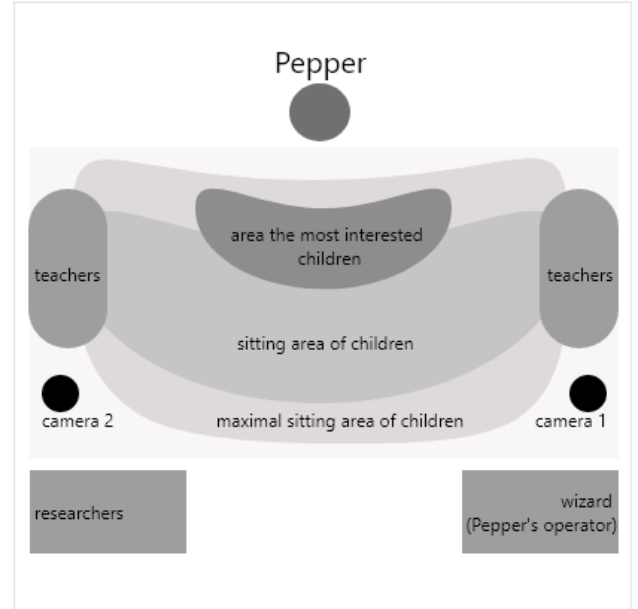 Pepper
area the most interested
children
teachers
teachers
sitting area of children
camera 2
maximal sitting area of children
camera 1
researchers
wizard
(Pepper's operator)